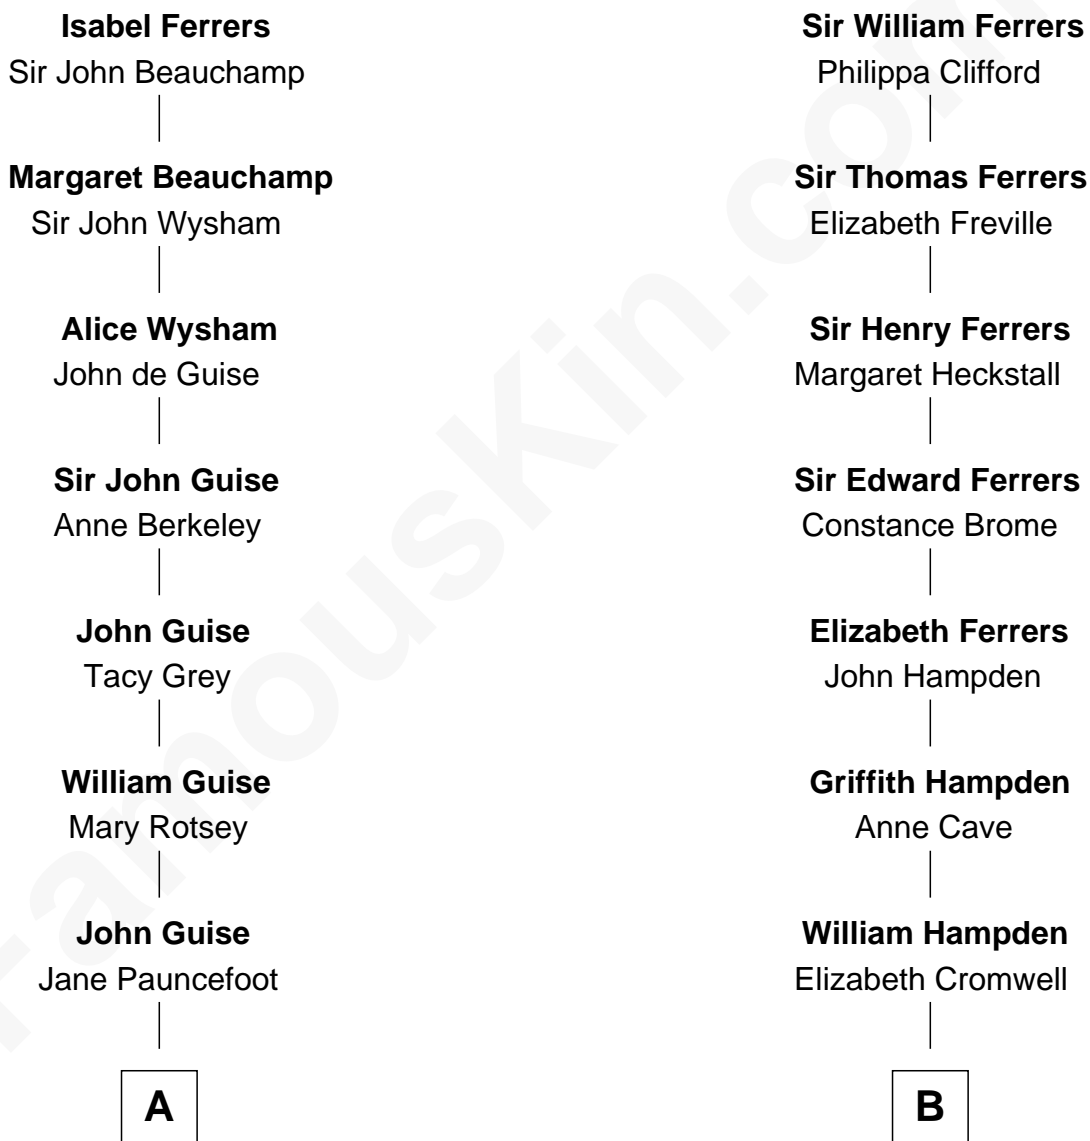 Isabel Ferrers
Sir John Beauchamp
Margaret Beauchamp
Sir John Wysham
Alice Wysham
John de Guise
Sir John Guise
Anne Berkeley
John Guise
Tacy Grey
William Guise
Mary Rotsey
John Guise
Jane Pauncefoot
A
Sir William Ferrers
Philippa Clifford
Sir Thomas Ferrers
Elizabeth Freville
Sir Henry Ferrers
Margaret Heckstall
Sir Edward Ferrers
Constance Brome
Elizabeth Ferrers
John Hampden
Griffith Hampden
Anne Cave
William Hampden
Elizabeth Cromwell
B
FamousKin.com